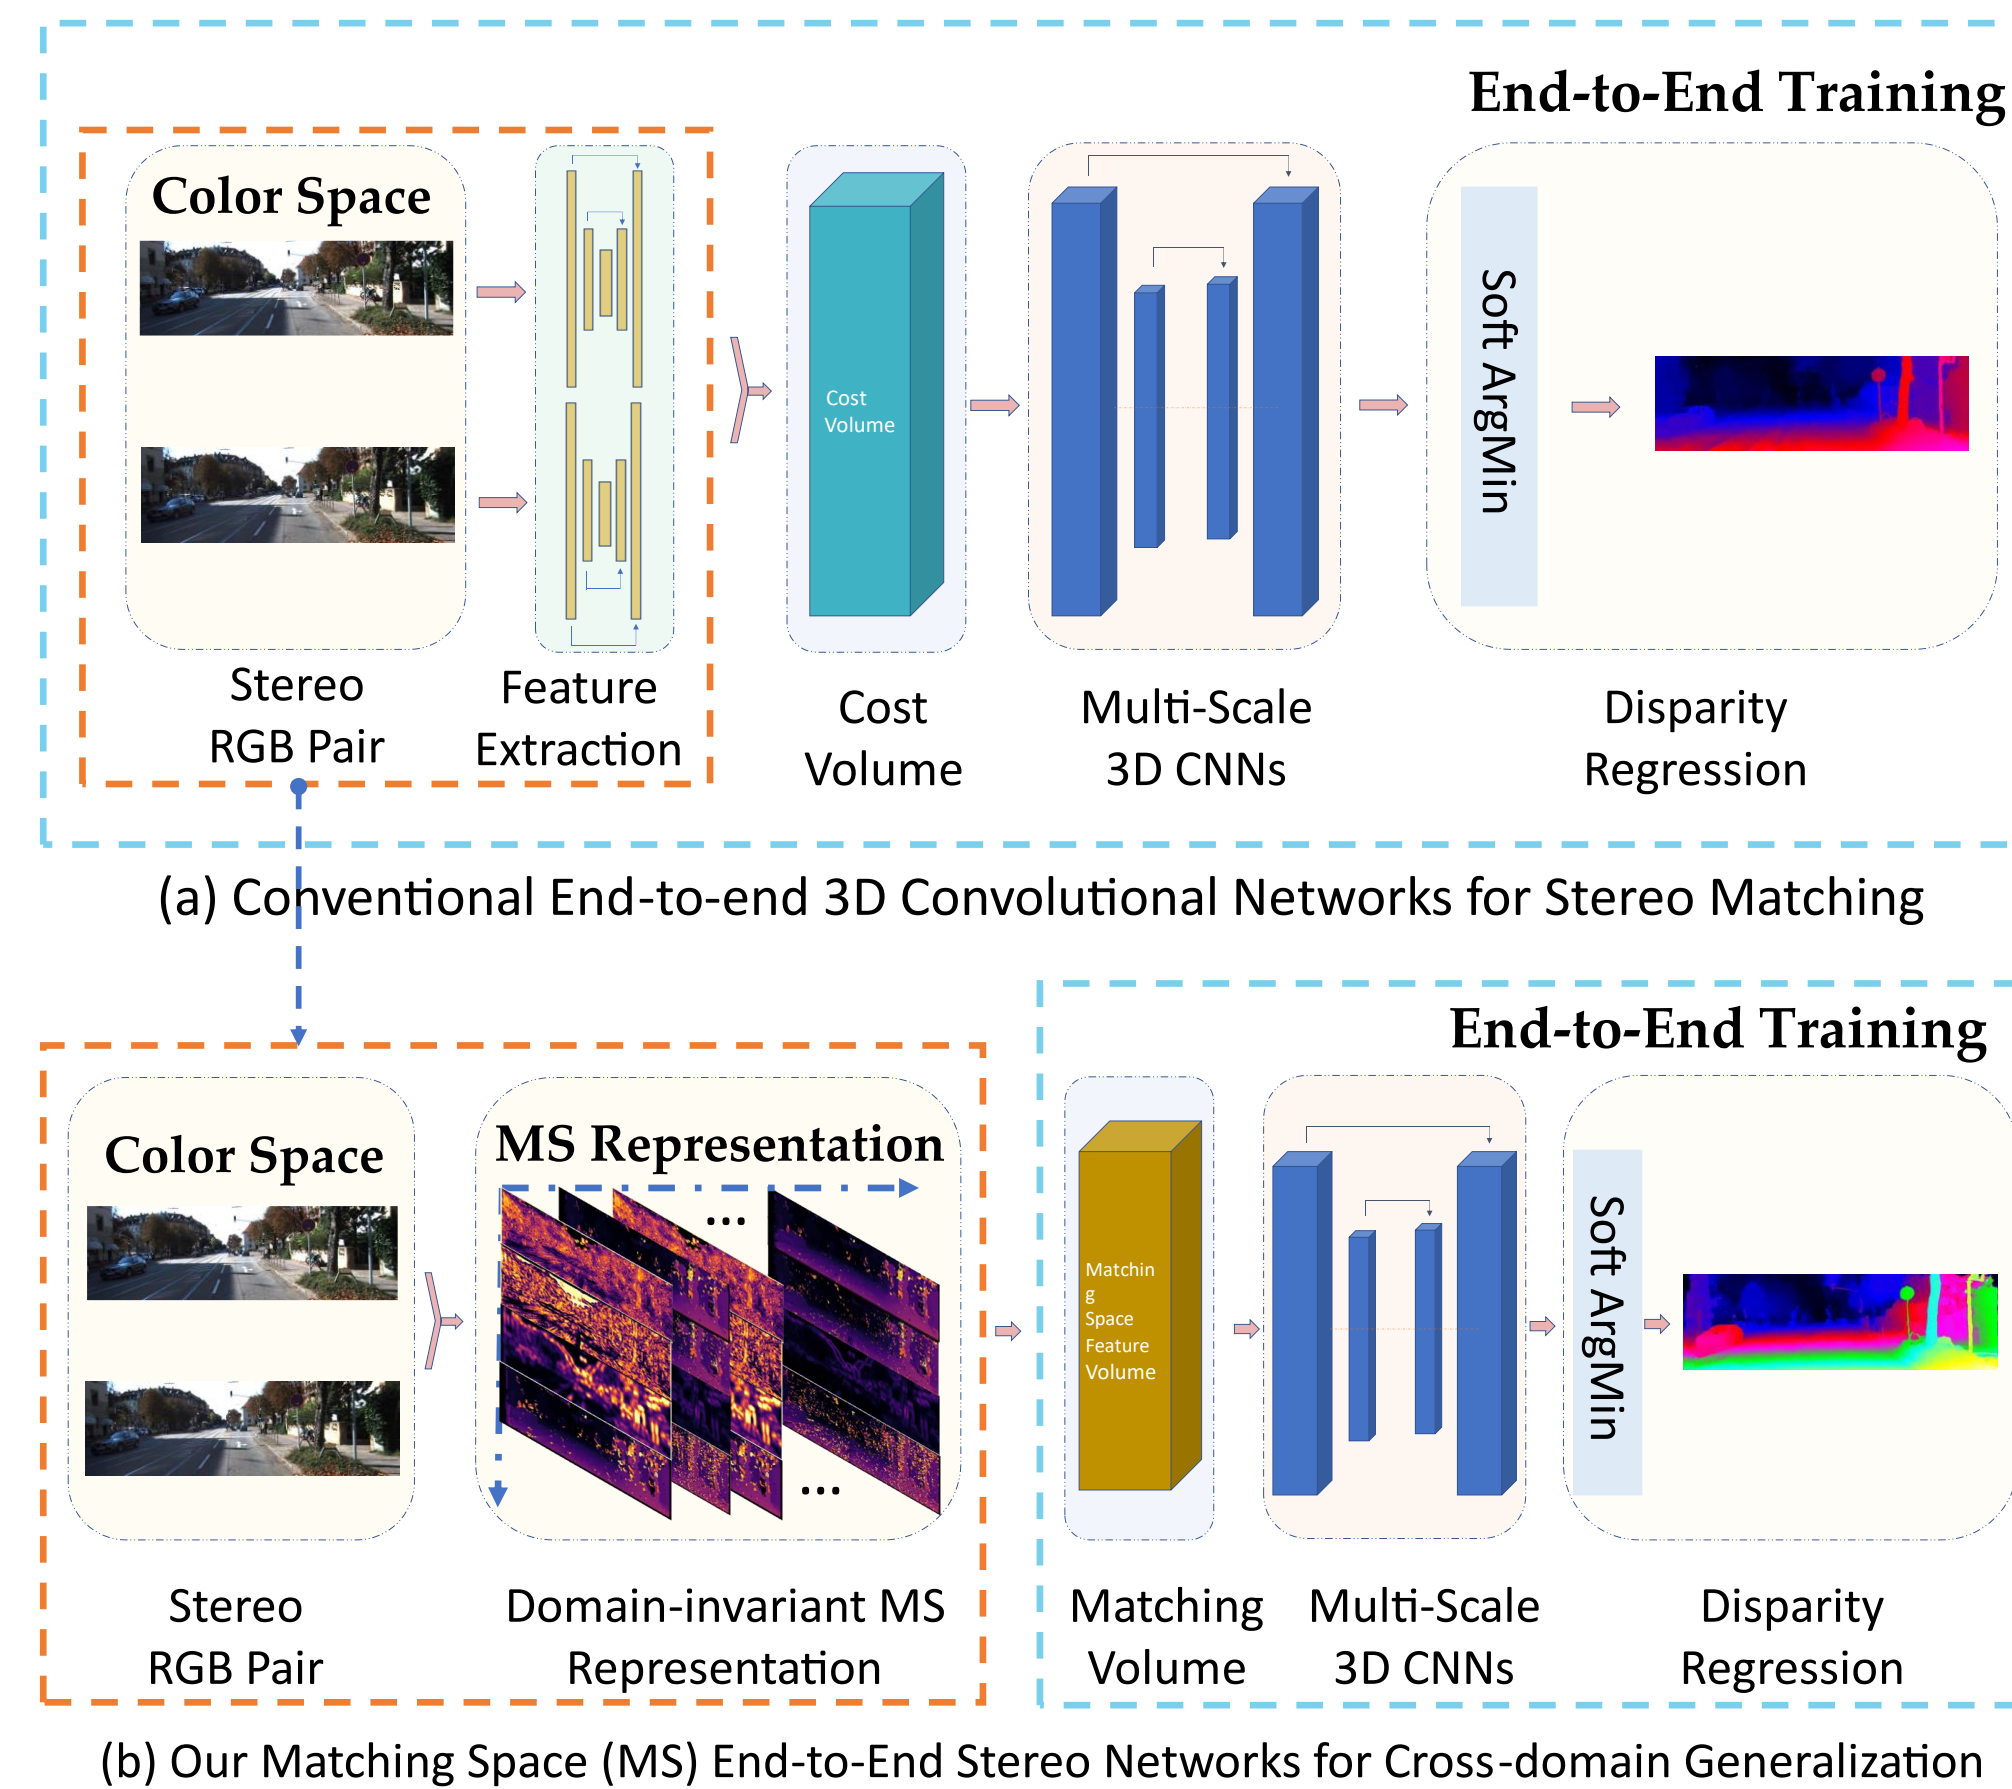 End-to-End Training
Color Space
Cost
Volume
Soft ArgMin
Stereo
RGB Pair
Feature
Extraction
Cost
Volume
Multi-Scale
3D CNNs
Disparity
Regression
(a) Conventional End-to-end 3D Convolutional Networks for Stereo Matching
End-to-End Training
Color Space
MS Representation
...
...
Matchin
g
Space
Feature
Volume
Soft ArgMin
Stereo
RGB Pair
Domain-invariant MS
Representation
Matching
Volume
Multi-Scale
3D CNNs
Disparity
Regression
(b) Our Matching Space (MS) End-to-End Stereo Networks for Cross-domain Generalization